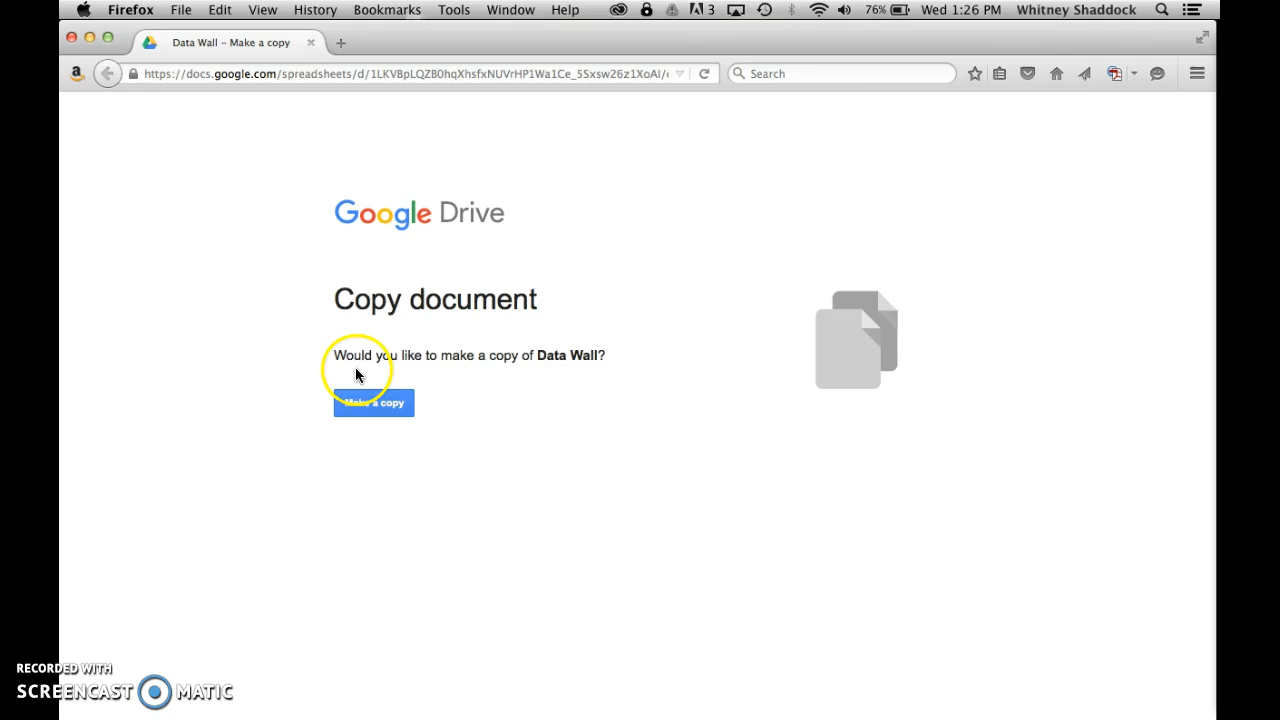 Firefox File Edit View History Bookmarks Tools Window Help 3 76% Wed 1:26 PM Whitney Shaddock
Data Wall – Make a copy
https://docs.google.com/spreadsheets/d/1LKVBpLQZB0hqXhsfxNUVrHP1Wa1Ce_5Sxsw26z1XoAI/ Search
Google Drive
Copy document
Would you like to make a copy of Data Wall?
Make a copy
RECORDED WITH
SCREENCAST MATIC